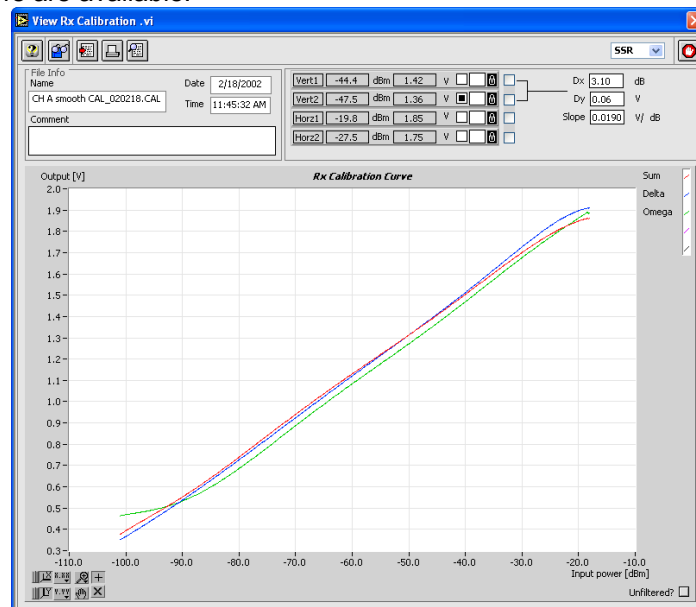 View Rx Calibration .vi
SSR
File Info
Name
Date 2/18/2002
CH A smooth CAL_020218.CAL
Time 11:45:32 AM
Comment
Vert1 -44.4 dBm 1.42 V
Vert2 -47.5 dBm 1.36 V
Horz1 -19.8 dBm 1.85 V
Horz2 -27.5 dBm 1.75 V
Dx 3.10 dB
Dy 0.06 V
Slope 0.0190 V/ dB
Output [V]
Rx Calibration Curve
Sum
Delta
Omega
2.0
1.9
1.8
1.7
1.6
1.5
1.4
1.3
1.2
1.1
1.0
0.9
0.8
0.7
0.6
0.5
0.4
0.3
-110.0 -100.0 -90.0 -80.0 -70.0 -60.0 -50.0 -40.0 -30.0 -20.0 -10.0
Input power [dBm]
X X.XX
Y Y.YY
Unfiltered?